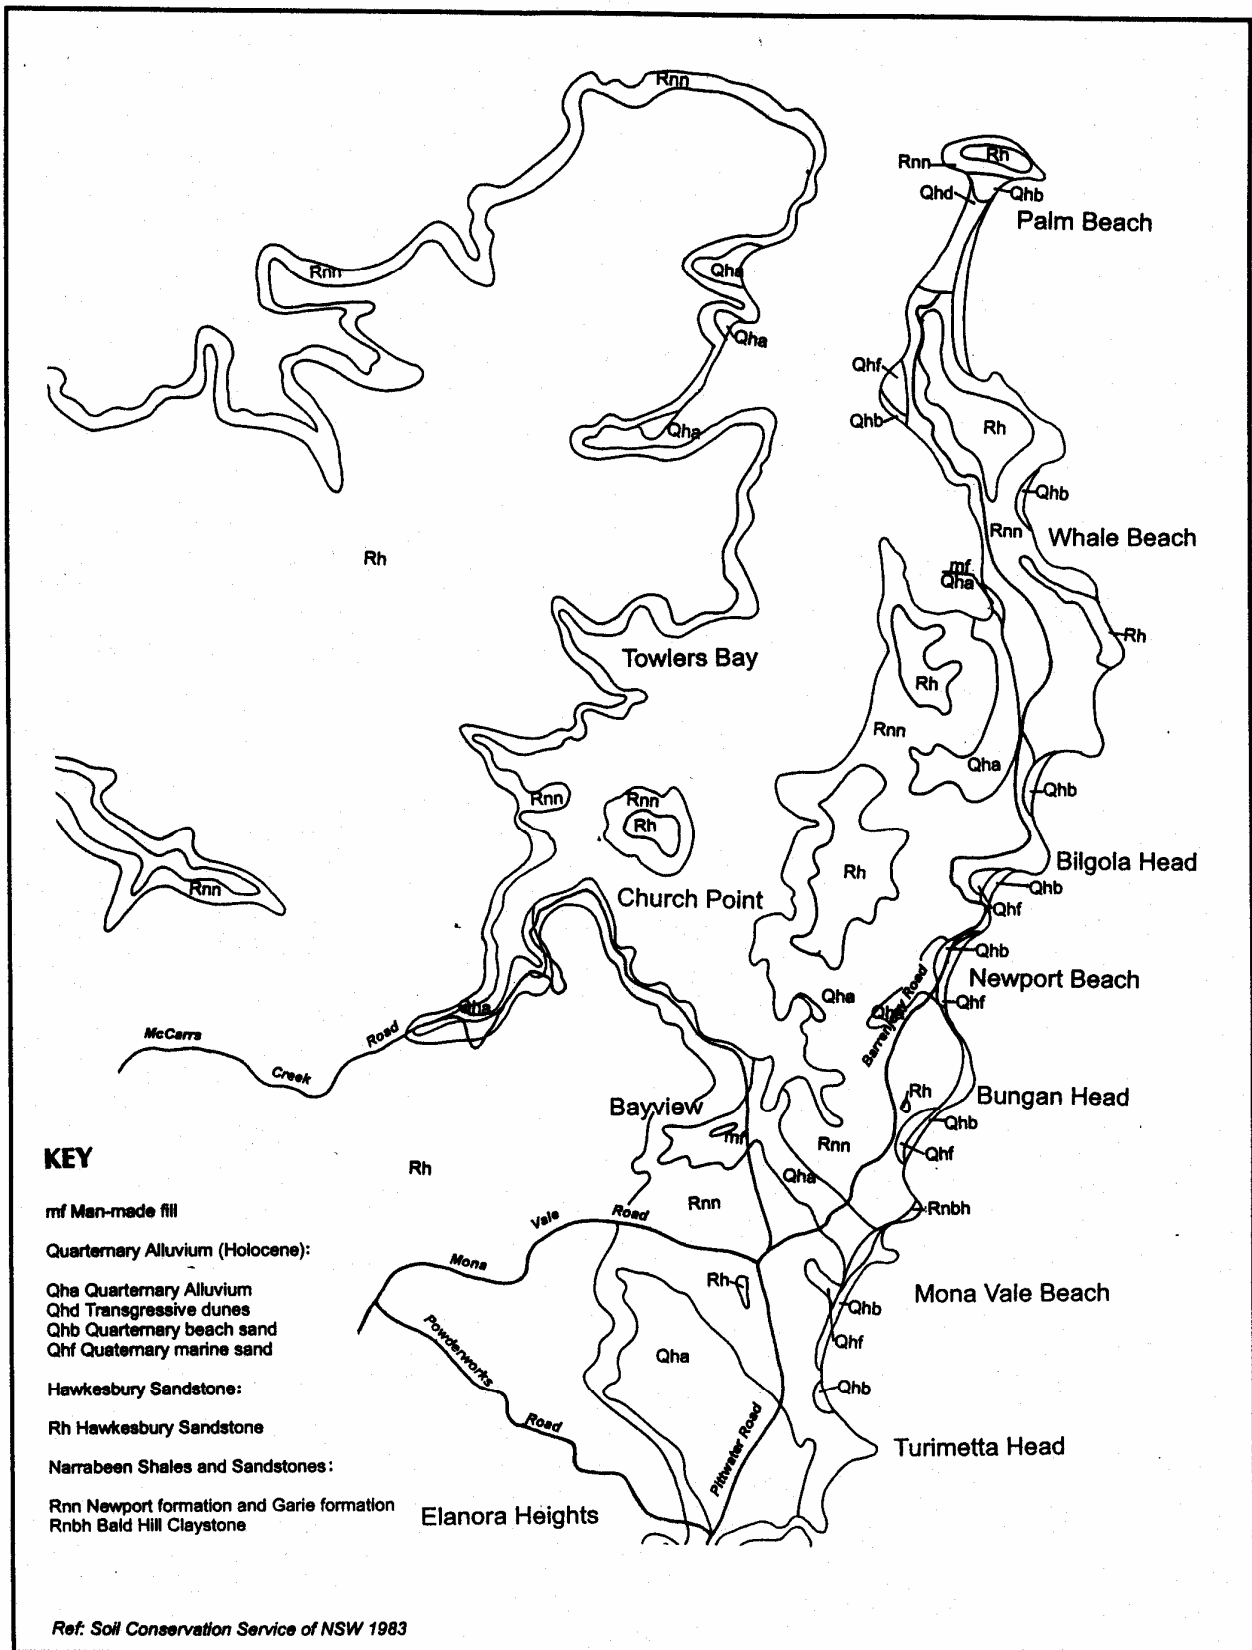 Rnn
Rh
Rnn
Qhd
Qhb
Palm Beach
Rnn
Qha
Qha
Qhf
Qhb
Rh
Qha
Qhb
Rnn
Whale Beach
Rh
mf
Qha
Rh
Towlers Bay
Rh
Rnn
Qha
Qhb
Rnn
Rnn
Rh
Bilgola Head
Rh
Qhb
Rnn
Church Point
Qhf
Qhb
Newport Beach
Qha
Qhf
Qha
Barrenjoey Road
McCarrs
Creek
Road
Rh
Bungan Head
Bayview
Qhb
mf
Rnn
Qhf
KEY
Rh
Qha
Rnn
Rnbh
mf Man-made fill
Vale
Road
Quarternary Alluvium (Holocene):
Mona
Rh
Mona Vale Beach
Qha Quarternary Alluvium
Qhd Transgressive dunes
Qhb Quarternary beach sand
Qhf Quaternary marine sand
Qhb
Powderworks
Road
Qhf
Qha
Hawkesbury Sandstone:
Qhb
Rh Hawkesbury Sandstone
Pittwater Road
Turimetta Head
Narrabeen Shales and Sandstones:
Rnn Newport formation and Garie formation
Rnbh Bald Hill Claystone
Elanora Heights
Ref: Soil Conservation Service of NSW 1983